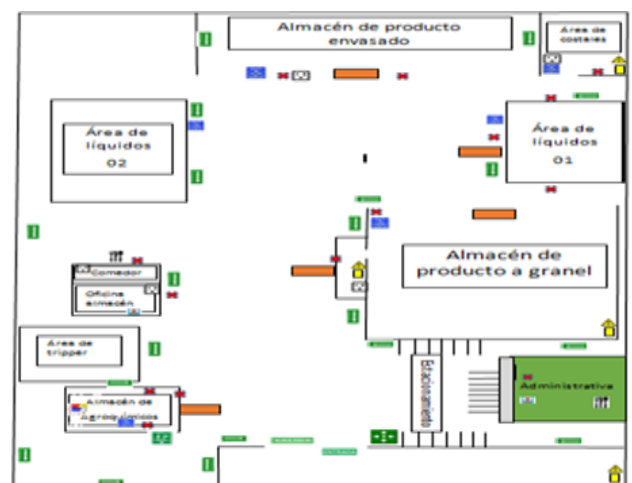 Almacén de producto
envasado
Área de
costales
Área de
líquidos
02
Área de
líquidos
01
Almacén de
producto a granel
Comedor
Oficina
almacén
Área de
tripper
Estacionamiento
Administrativa
Almacén de
Agroquímicos
ENTRADA